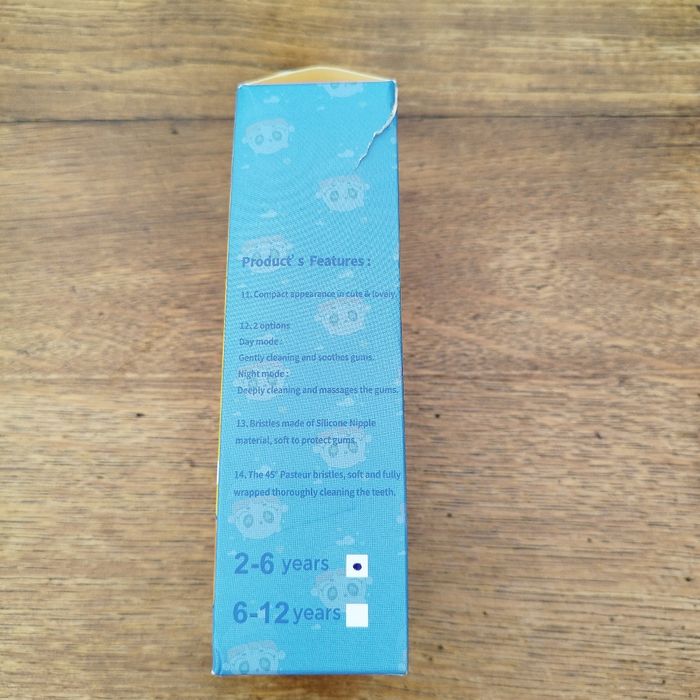 Product's Features:
11. Compact appearance in cute & lovely.
12. 2 options
Day mode:
Gently cleaning end soothes gums.
Night mode:
Deeply cleaning and massages the gums.
13. Bristles made of Silicone Nipple
material, soft to protect gums.
14. The 45° Pasteur bristles, soft and fully
wrapped thoroughly cleaning the teeth.
2-6 years
6-12 years